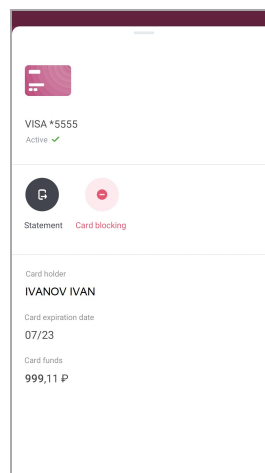 VISA *5555
Active
Statement Card blocking
Card holder
IVANOV IVAN
Card expiration date
07/23
Card funds
999,11 ₽